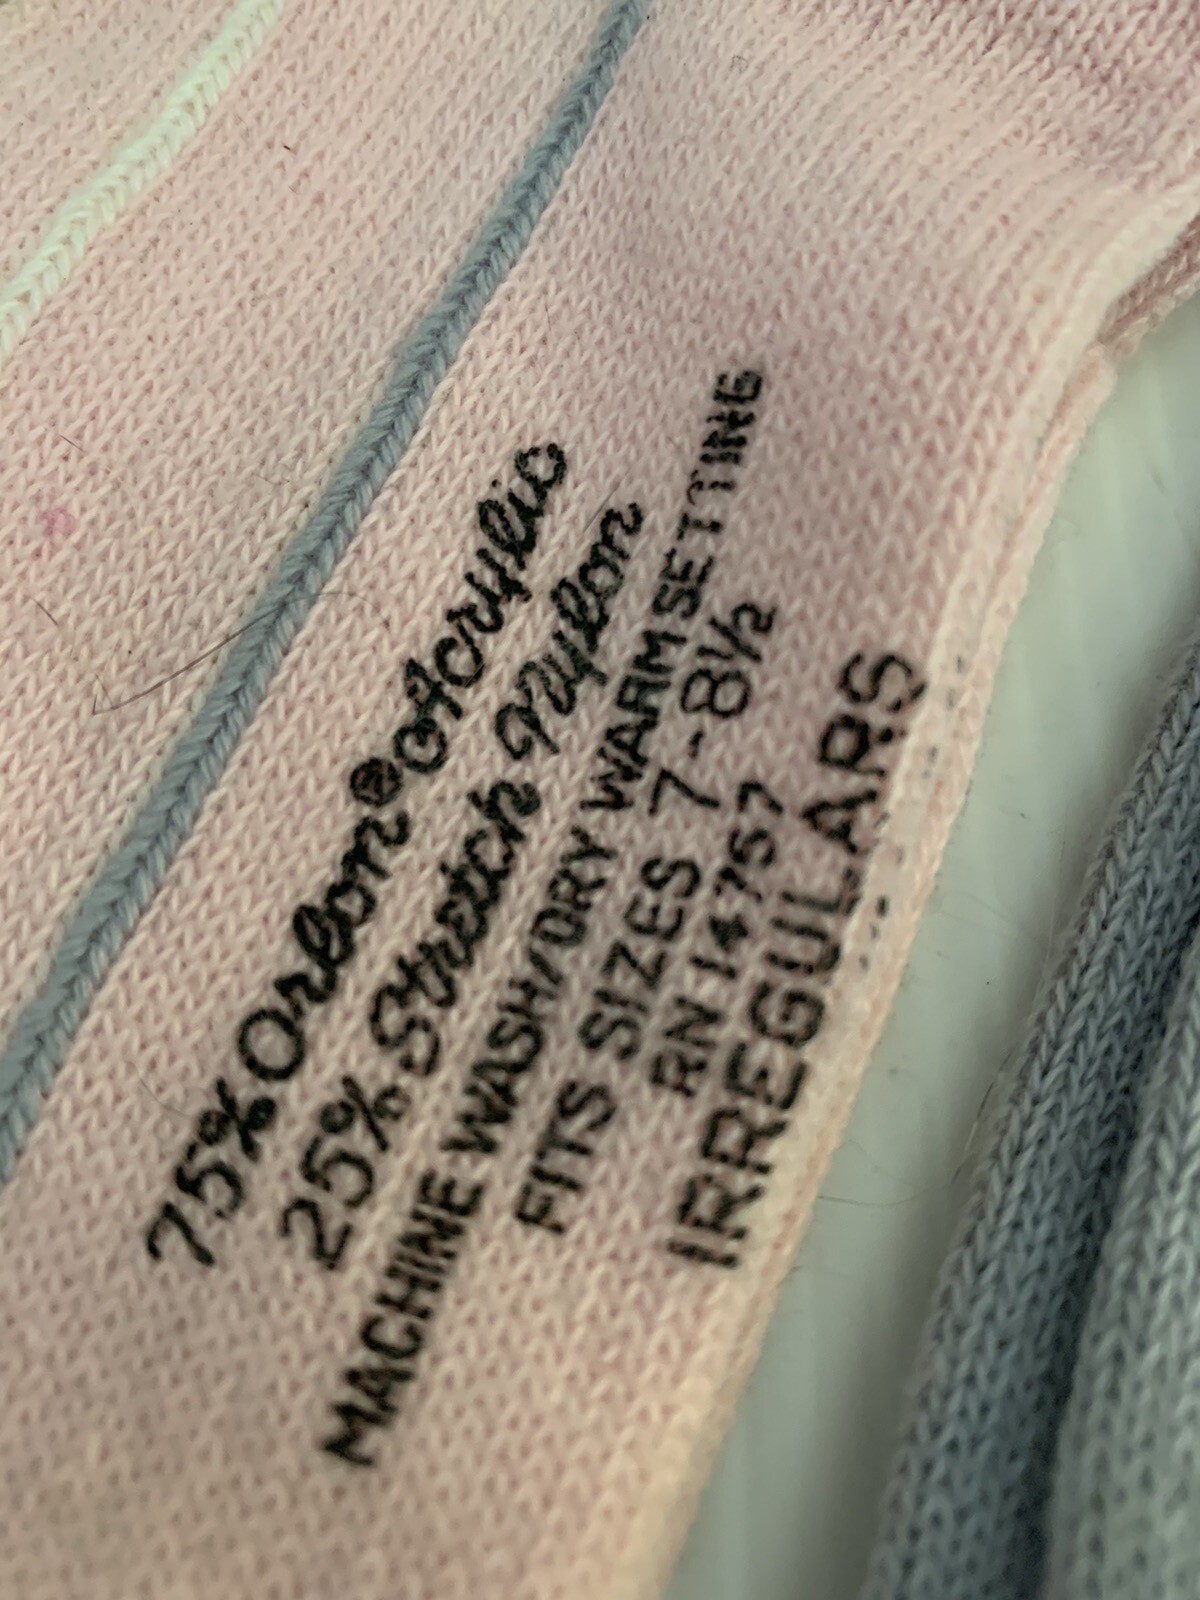 75% Orlon® Acrylic
25% Stretch Nylon
MACHINE WASH/DRY WARM SETTING
FITS SIZES 7-8½
RN 14757
IRREGULARS